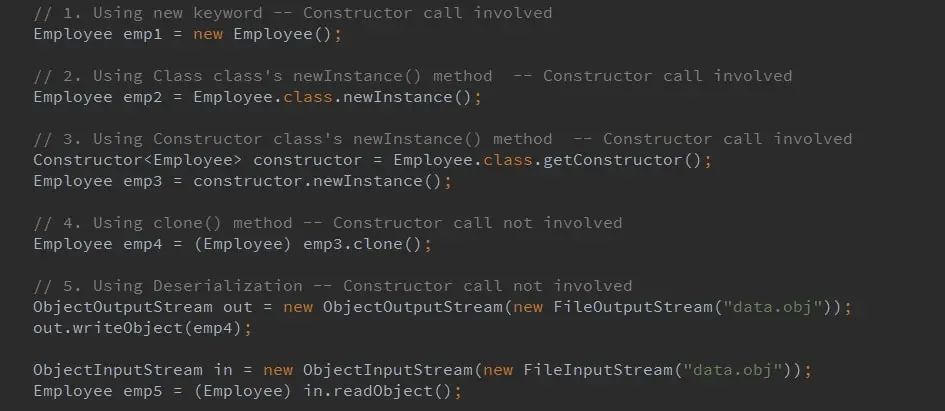 // 1. Using new keyword -- Constructor call involved
Employee emp1 = new Employee();
// 2. Using Class class's newInstance() method  -- Constructor call involved
Employee emp2 = Employee.class.newInstance();
// 3. Using Constructor class's newInstance() method  -- Constructor call involved
Constructor<Employee> constructor = Employee.class.getConstructor();
Employee emp3 = constructor.newInstance();
// 4. Using clone() method -- Constructor call not involved
Employee emp4 = (Employee) emp3.clone();
// 5. Using Deserialization -- Constructor call not involved
ObjectOutputStream out = new ObjectOutputStream(new FileOutputStream("data.obj"));
out.writeObject(emp4);
ObjectInputStream in = new ObjectInputStream(new FileInputStream("data.obj"));
Employee emp5 = (Employee) in.readObject();